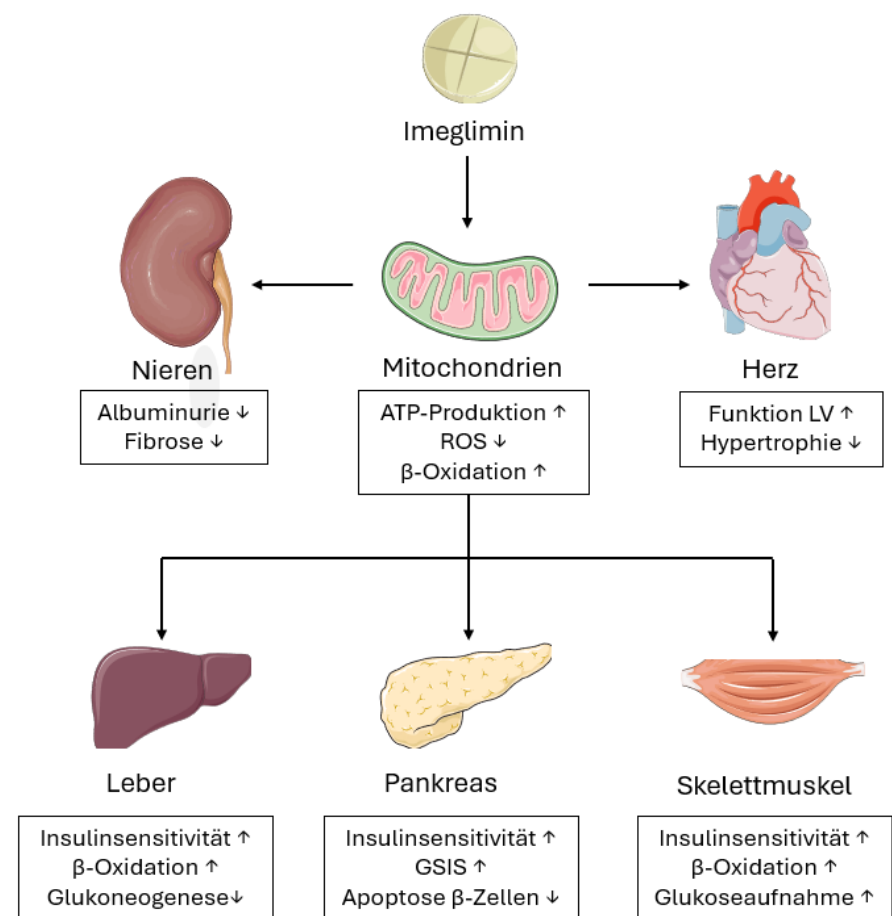 Imeglimin
Nieren
Albuminurie ↓
Fibrose ↓
Mitochondrien
ATP-Produktion ↑
ROS ↓
β-Oxidation ↑
Herz
Funktion LV ↑
Hypertrophie ↓
Leber
Insulinsensitivität ↑
β-Oxidation ↑
Glukoneogenese↓
Pankreas
Insulinsensitivität ↑
GSIS ↑
Apoptose β-Zellen ↓
Skelettmuskel
Insulinsensitivität ↑
β-Oxidation ↑
Glukoseaufnahme ↑